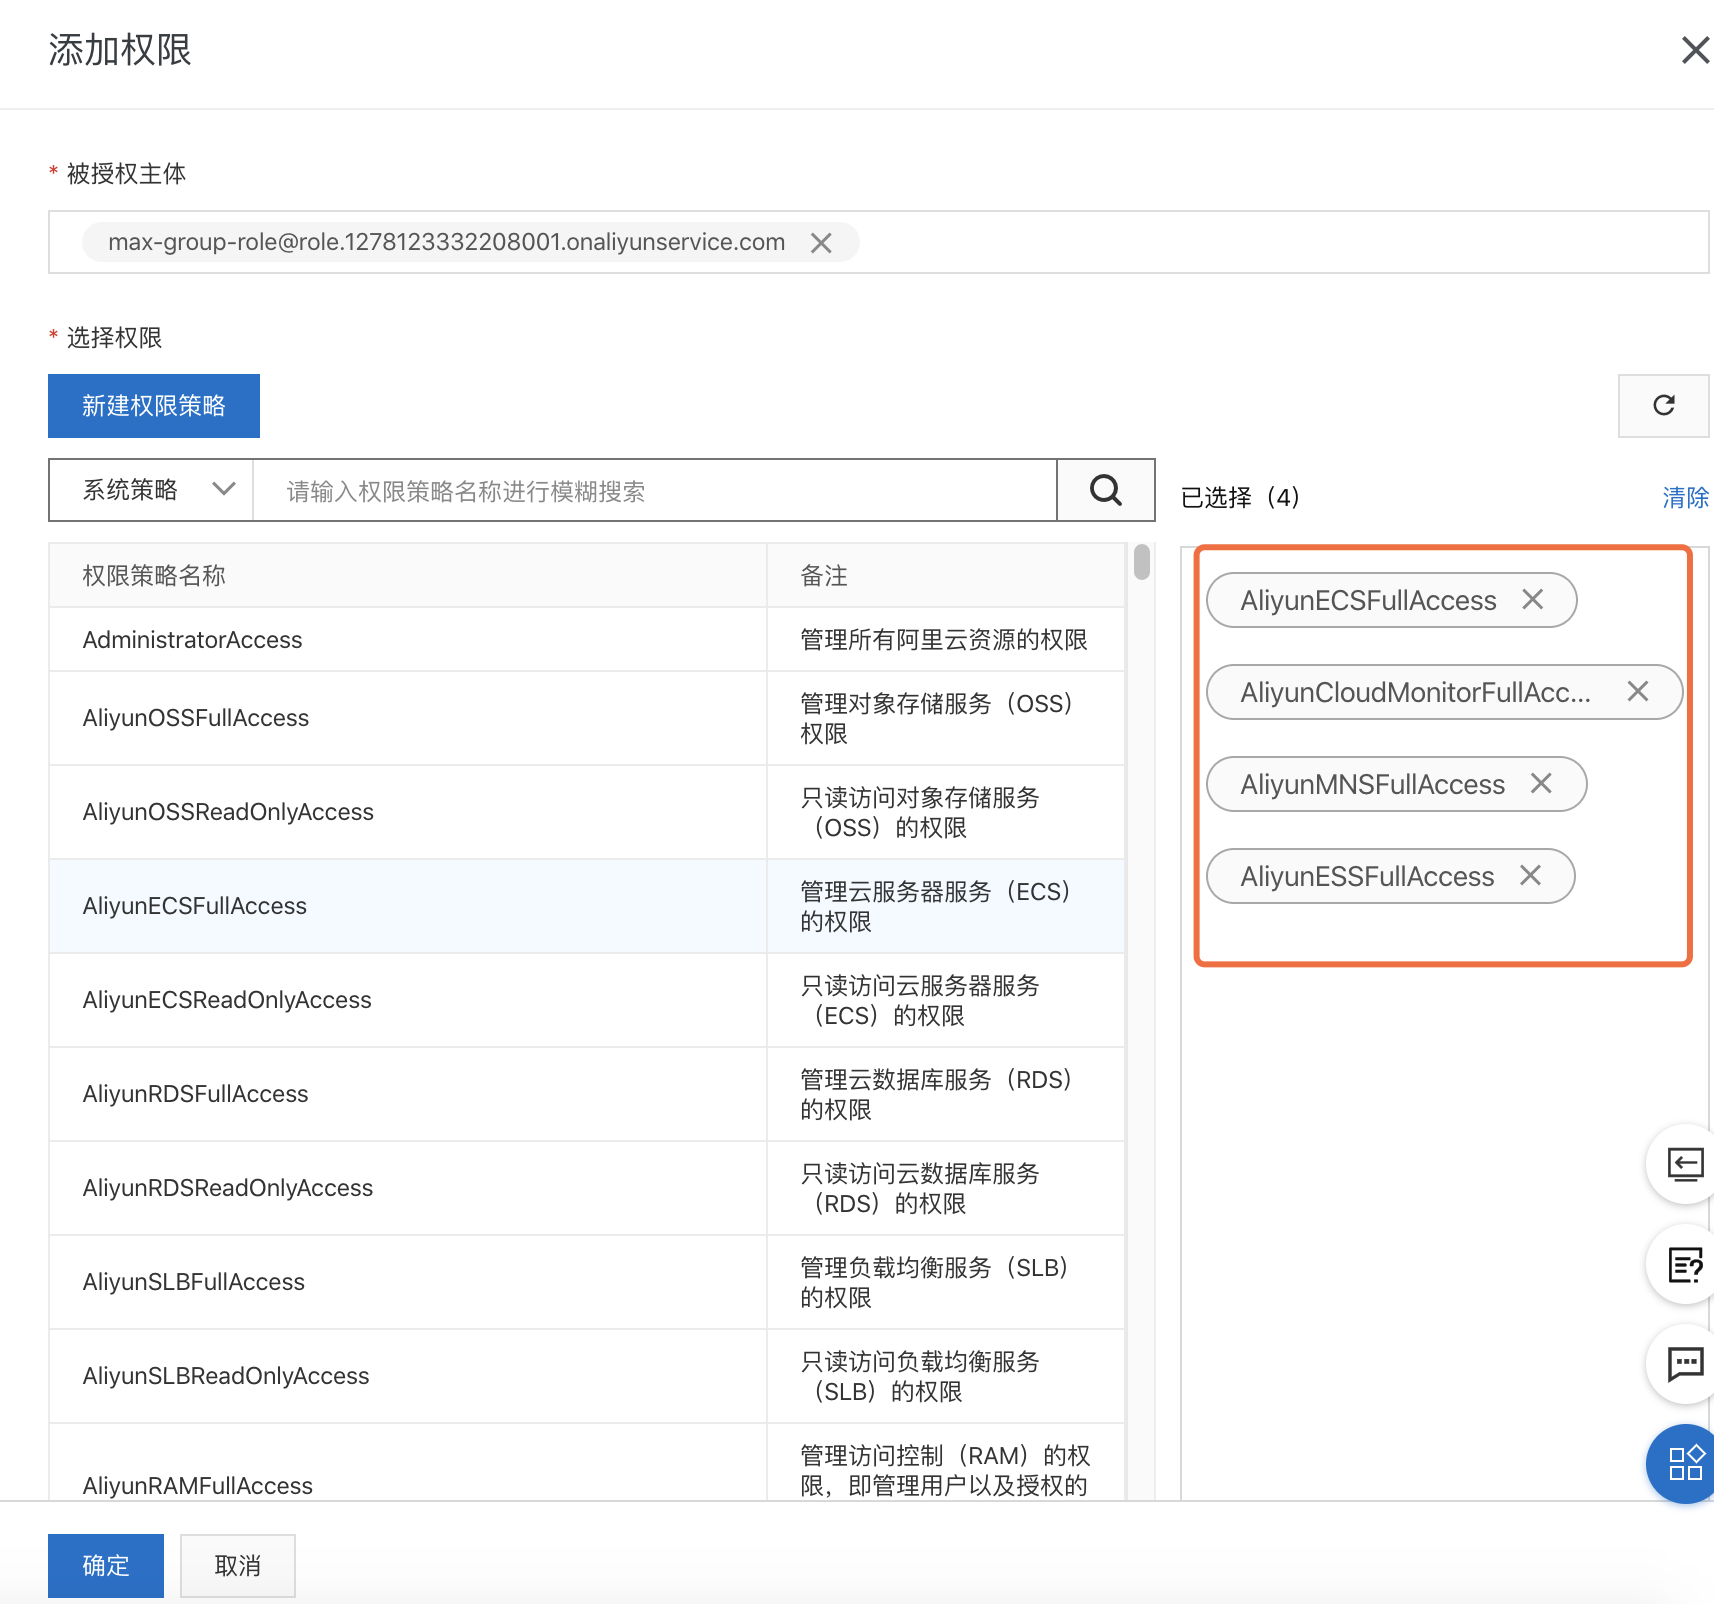 添加权限
* 被授权主体
max-group-role@role.1278123332208001.onaliyunservice.com
* 选择权限
新建权限策略
系统策略
请输入权限策略名称进行模糊搜索
已选择（4）
清除
权限策略名称
备注
AdministratorAccess
管理所有阿里云资源的权限
AliyunOSSFullAccess
管理对象存储服务（OSS）
权限
AliyunOSSReadOnlyAccess
只读访问对象存储服务
（OSS）的权限
AliyunECSFullAccess
管理云服务器服务（ECS）
的权限
AliyunECSReadOnlyAccess
只读访问云服务器服务
（ECS）的权限
AliyunRDSFullAccess
管理云数据库服务（RDS）
的权限
AliyunRDSReadOnlyAccess
只读访问云数据库服务
（RDS）的权限
AliyunSLBFullAccess
管理负载均衡服务（SLB）
的权限
AliyunSLBReadOnlyAccess
只读访问负载均衡服务
（SLB）的权限
AliyunRAMFullAccess
管理访问控制（RAM）的权
限，即管理用户以及授权的
AliyunECSFullAccess
AliyunCloudMonitorFullAcc...
AliyunMNSFullAccess
AliyunESSFullAccess
确定
取消